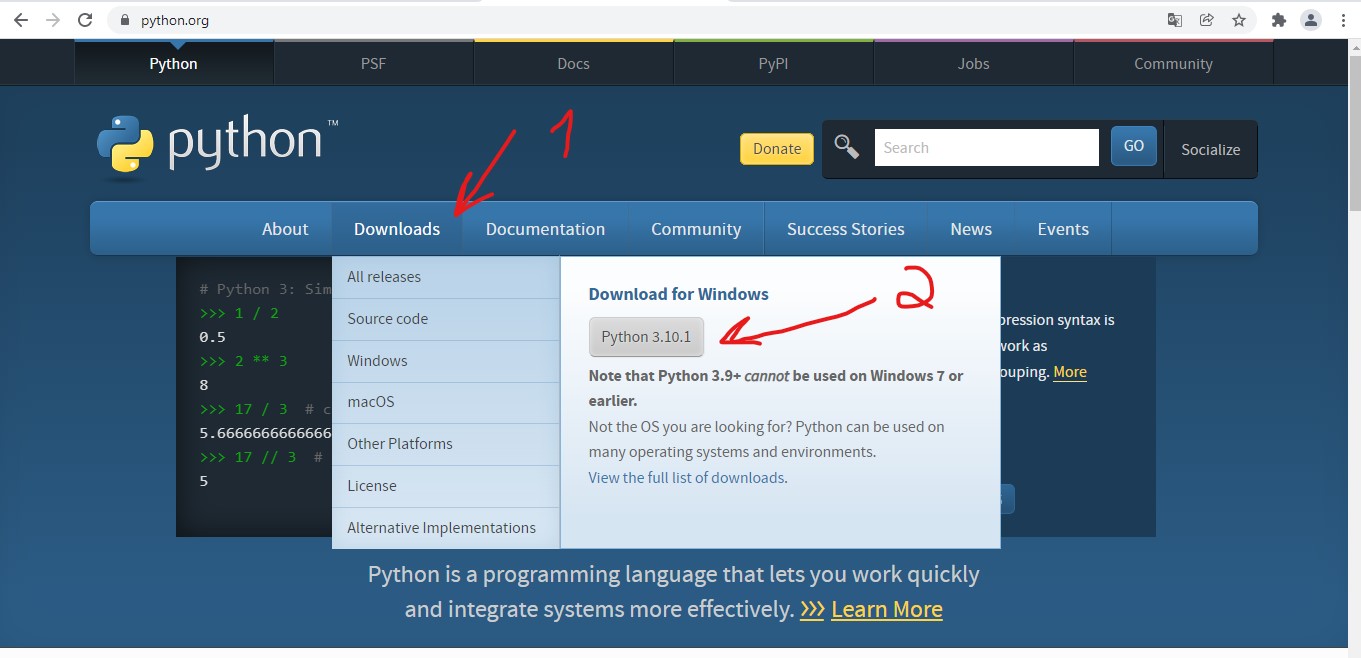 python.org
Python PSF Docs PyPI Jobs Community
1
python™
Donate Search GO Socialize
About Downloads Documentation Community Success Stories News Events
All releases
Source code
Windows
macOS
Other Platforms
License
Alternative Implementations
Download for Windows
2
Python 3.10.1
Note that Python 3.9+ cannot be used on Windows 7 or
earlier.
Not the OS you are looking for? Python can be used on
many operating systems and environments.
View the full list of downloads.
# Python 3: Sim
>>> 1 / 2
0.5
>>> 2 ** 3
8
>>> 17 / 3 # c
5.6666666666666
>>> 17 // 3 #
5
pression syntax is
work as
ouping. More
Python is a programming language that lets you work quickly
and integrate systems more effectively. >>> Learn More